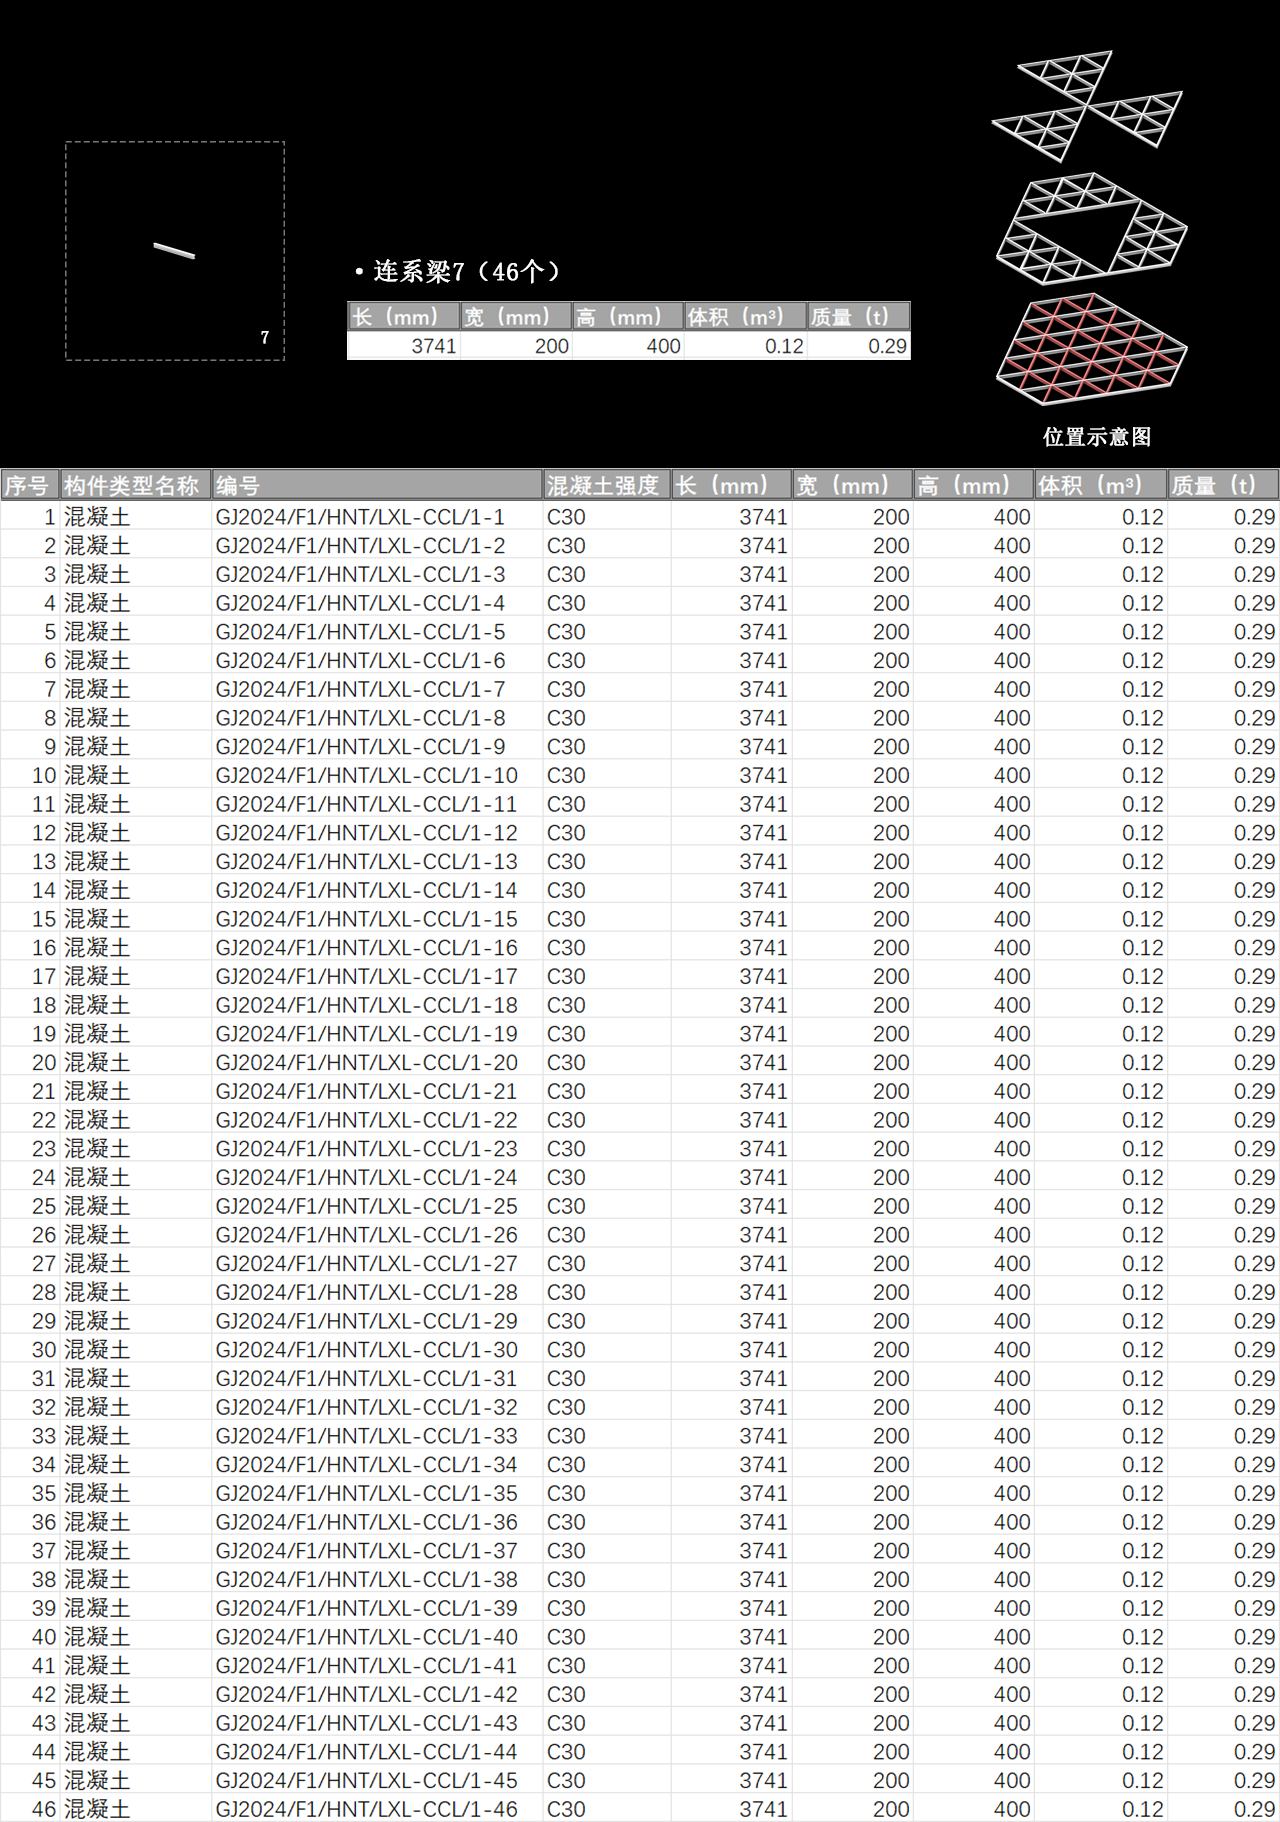 7
• 连系梁7（46个）
长（mm） 宽（mm） 高（mm） 体积（m³） 质量（t）
3741 200 400 0.12 0.29
位置示意图
序号 构件类型名称 编号 混凝土强度 长（mm） 宽（mm） 高（mm） 体积（m³） 质量（t）
1 混凝土 GJ2024/F1/HNT/LXL-CCL/1-1 C30 3741 200 400 0.12 0.29
2 混凝土 GJ2024/F1/HNT/LXL-CCL/1-2 C30 3741 200 400 0.12 0.29
3 混凝土 GJ2024/F1/HNT/LXL-CCL/1-3 C30 3741 200 400 0.12 0.29
4 混凝土 GJ2024/F1/HNT/LXL-CCL/1-4 C30 3741 200 400 0.12 0.29
5 混凝土 GJ2024/F1/HNT/LXL-CCL/1-5 C30 3741 200 400 0.12 0.29
6 混凝土 GJ2024/F1/HNT/LXL-CCL/1-6 C30 3741 200 400 0.12 0.29
7 混凝土 GJ2024/F1/HNT/LXL-CCL/1-7 C30 3741 200 400 0.12 0.29
8 混凝土 GJ2024/F1/HNT/LXL-CCL/1-8 C30 3741 200 400 0.12 0.29
9 混凝土 GJ2024/F1/HNT/LXL-CCL/1-9 C30 3741 200 400 0.12 0.29
10 混凝土 GJ2024/F1/HNT/LXL-CCL/1-10 C30 3741 200 400 0.12 0.29
11 混凝土 GJ2024/F1/HNT/LXL-CCL/1-11 C30 3741 200 400 0.12 0.29
12 混凝土 GJ2024/F1/HNT/LXL-CCL/1-12 C30 3741 200 400 0.12 0.29
13 混凝土 GJ2024/F1/HNT/LXL-CCL/1-13 C30 3741 200 400 0.12 0.29
14 混凝土 GJ2024/F1/HNT/LXL-CCL/1-14 C30 3741 200 400 0.12 0.29
15 混凝土 GJ2024/F1/HNT/LXL-CCL/1-15 C30 3741 200 400 0.12 0.29
16 混凝土 GJ2024/F1/HNT/LXL-CCL/1-16 C30 3741 200 400 0.12 0.29
17 混凝土 GJ2024/F1/HNT/LXL-CCL/1-17 C30 3741 200 400 0.12 0.29
18 混凝土 GJ2024/F1/HNT/LXL-CCL/1-18 C30 3741 200 400 0.12 0.29
19 混凝土 GJ2024/F1/HNT/LXL-CCL/1-19 C30 3741 200 400 0.12 0.29
20 混凝土 GJ2024/F1/HNT/LXL-CCL/1-20 C30 3741 200 400 0.12 0.29
21 混凝土 GJ2024/F1/HNT/LXL-CCL/1-21 C30 3741 200 400 0.12 0.29
22 混凝土 GJ2024/F1/HNT/LXL-CCL/1-22 C30 3741 200 400 0.12 0.29
23 混凝土 GJ2024/F1/HNT/LXL-CCL/1-23 C30 3741 200 400 0.12 0.29
24 混凝土 GJ2024/F1/HNT/LXL-CCL/1-24 C30 3741 200 400 0.12 0.29
25 混凝土 GJ2024/F1/HNT/LXL-CCL/1-25 C30 3741 200 400 0.12 0.29
26 混凝土 GJ2024/F1/HNT/LXL-CCL/1-26 C30 3741 200 400 0.12 0.29
27 混凝土 GJ2024/F1/HNT/LXL-CCL/1-27 C30 3741 200 400 0.12 0.29
28 混凝土 GJ2024/F1/HNT/LXL-CCL/1-28 C30 3741 200 400 0.12 0.29
29 混凝土 GJ2024/F1/HNT/LXL-CCL/1-29 C30 3741 200 400 0.12 0.29
30 混凝土 GJ2024/F1/HNT/LXL-CCL/1-30 C30 3741 200 400 0.12 0.29
31 混凝土 GJ2024/F1/HNT/LXL-CCL/1-31 C30 3741 200 400 0.12 0.29
32 混凝土 GJ2024/F1/HNT/LXL-CCL/1-32 C30 3741 200 400 0.12 0.29
33 混凝土 GJ2024/F1/HNT/LXL-CCL/1-33 C30 3741 200 400 0.12 0.29
34 混凝土 GJ2024/F1/HNT/LXL-CCL/1-34 C30 3741 200 400 0.12 0.29
35 混凝土 GJ2024/F1/HNT/LXL-CCL/1-35 C30 3741 200 400 0.12 0.29
36 混凝土 GJ2024/F1/HNT/LXL-CCL/1-36 C30 3741 200 400 0.12 0.29
37 混凝土 GJ2024/F1/HNT/LXL-CCL/1-37 C30 3741 200 400 0.12 0.29
38 混凝土 GJ2024/F1/HNT/LXL-CCL/1-38 C30 3741 200 400 0.12 0.29
39 混凝土 GJ2024/F1/HNT/LXL-CCL/1-39 C30 3741 200 400 0.12 0.29
40 混凝土 GJ2024/F1/HNT/LXL-CCL/1-40 C30 3741 200 400 0.12 0.29
41 混凝土 GJ2024/F1/HNT/LXL-CCL/1-41 C30 3741 200 400 0.12 0.29
42 混凝土 GJ2024/F1/HNT/LXL-CCL/1-42 C30 3741 200 400 0.12 0.29
43 混凝土 GJ2024/F1/HNT/LXL-CCL/1-43 C30 3741 200 400 0.12 0.29
44 混凝土 GJ2024/F1/HNT/LXL-CCL/1-44 C30 3741 200 400 0.12 0.29
45 混凝土 GJ2024/F1/HNT/LXL-CCL/1-45 C30 3741 200 400 0.12 0.29
46 混凝土 GJ2024/F1/HNT/LXL-CCL/1-46 C30 3741 200 400 0.12 0.29